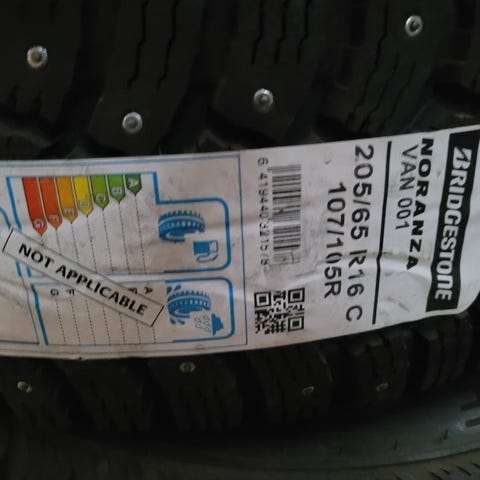 BRIDGESTONE
NORANZA
VAN 001
205/65 R16 C
107/105R
A
B
C
D
E
F
G
NOT APPLICABLE
A
F
G